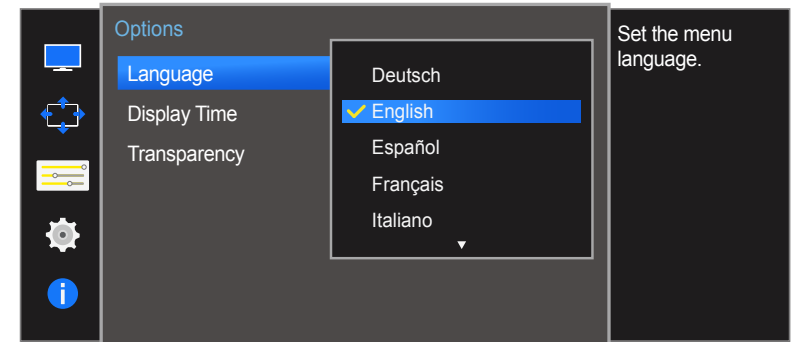 Options
Language
Display Time
Transparency
Deutsch
English
Español
Français
Italiano
Set the menu
language.